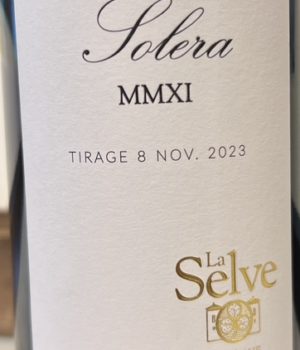 Solera
MMXI
TIRAGE 8 NOV. 2023
La
Selve